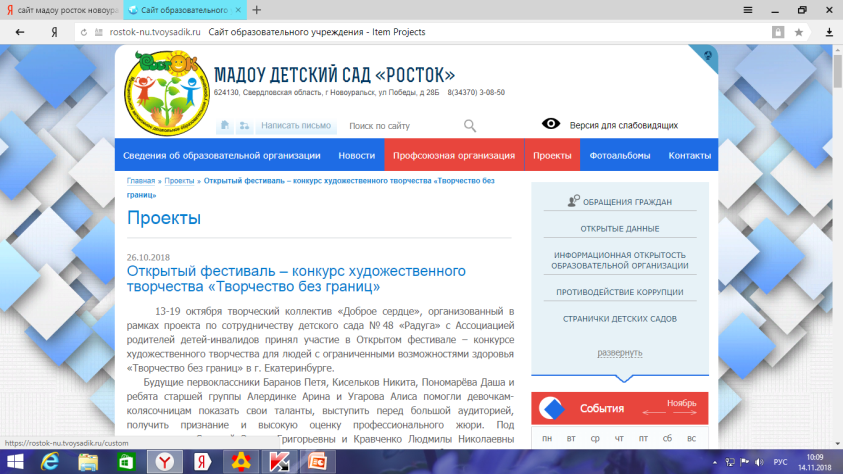 сайт мадоу росток новоура
Сайт образовательного
rostok-nu.tvoysadik.ru Сайт образовательного учреждения - Item Projects
РостОК
МАДОУ ДЕТСКИЙ САД «РОСТОК»
624130, Свердловская область, г Новоуральск, ул Победы, д 28Б 8(34370) 3-08-50
Написать письмо
Поиск по сайту
Версия для слабовидящих
Сведения об образовательной организации Новости Профсоюзная организация Проекты Фотоальбомы Контакты
Главная » Проекты » Открытый фестиваль – конкурс художественного творчества «Творчество без
границ»
Проекты
26.10.2018
Открытый фестиваль – конкурс художественного
творчества «Творчество без границ»
13-19 октября творческий коллектив «Доброе сердце», организованный в
рамках проекта по сотрудничеству детского сада №48 «Радуга» с Ассоциацией
родителей детей-инвалидов принял участие в Открытом фестивале – конкурсе
художественного творчества для людей с ограниченными возможностями здоровья
«Творчество без границ» в г. Екатеринбурге.
Будущие первоклассники Баранов Петя, Кисельков Никита, Пономарёва Даша и
ребята старшей группы Алердинке Арина и Угарова Алиса помогли девочкам-
колясочницам показать свои таланты, выступить перед большой аудиторией,
получить признание и высокую оценку профессионального жюри. Под
Григорьевны и Кравченко Людмилы Николаевны
ОБРАЩЕНИЯ ГРАЖДАН
ОТКРЫТЫЕ ДАННЫЕ
ИНФОРМАЦИОННАЯ ОТКРЫТОСТЬ
ОБРАЗОВАТЕЛЬНОЙ ОРГАНИЗАЦИИ
ПРОТИВОДЕЙСТВИЕ КОРРУПЦИИ
СТРАНИЧКИ ДЕТСКИХ САДОВ
развернуть
События
Ноябрь
пн вт ср чт пт сб вс
https://rostok-nu.tvoysadik.ru/custom
РУС
10:09
14.11.2018